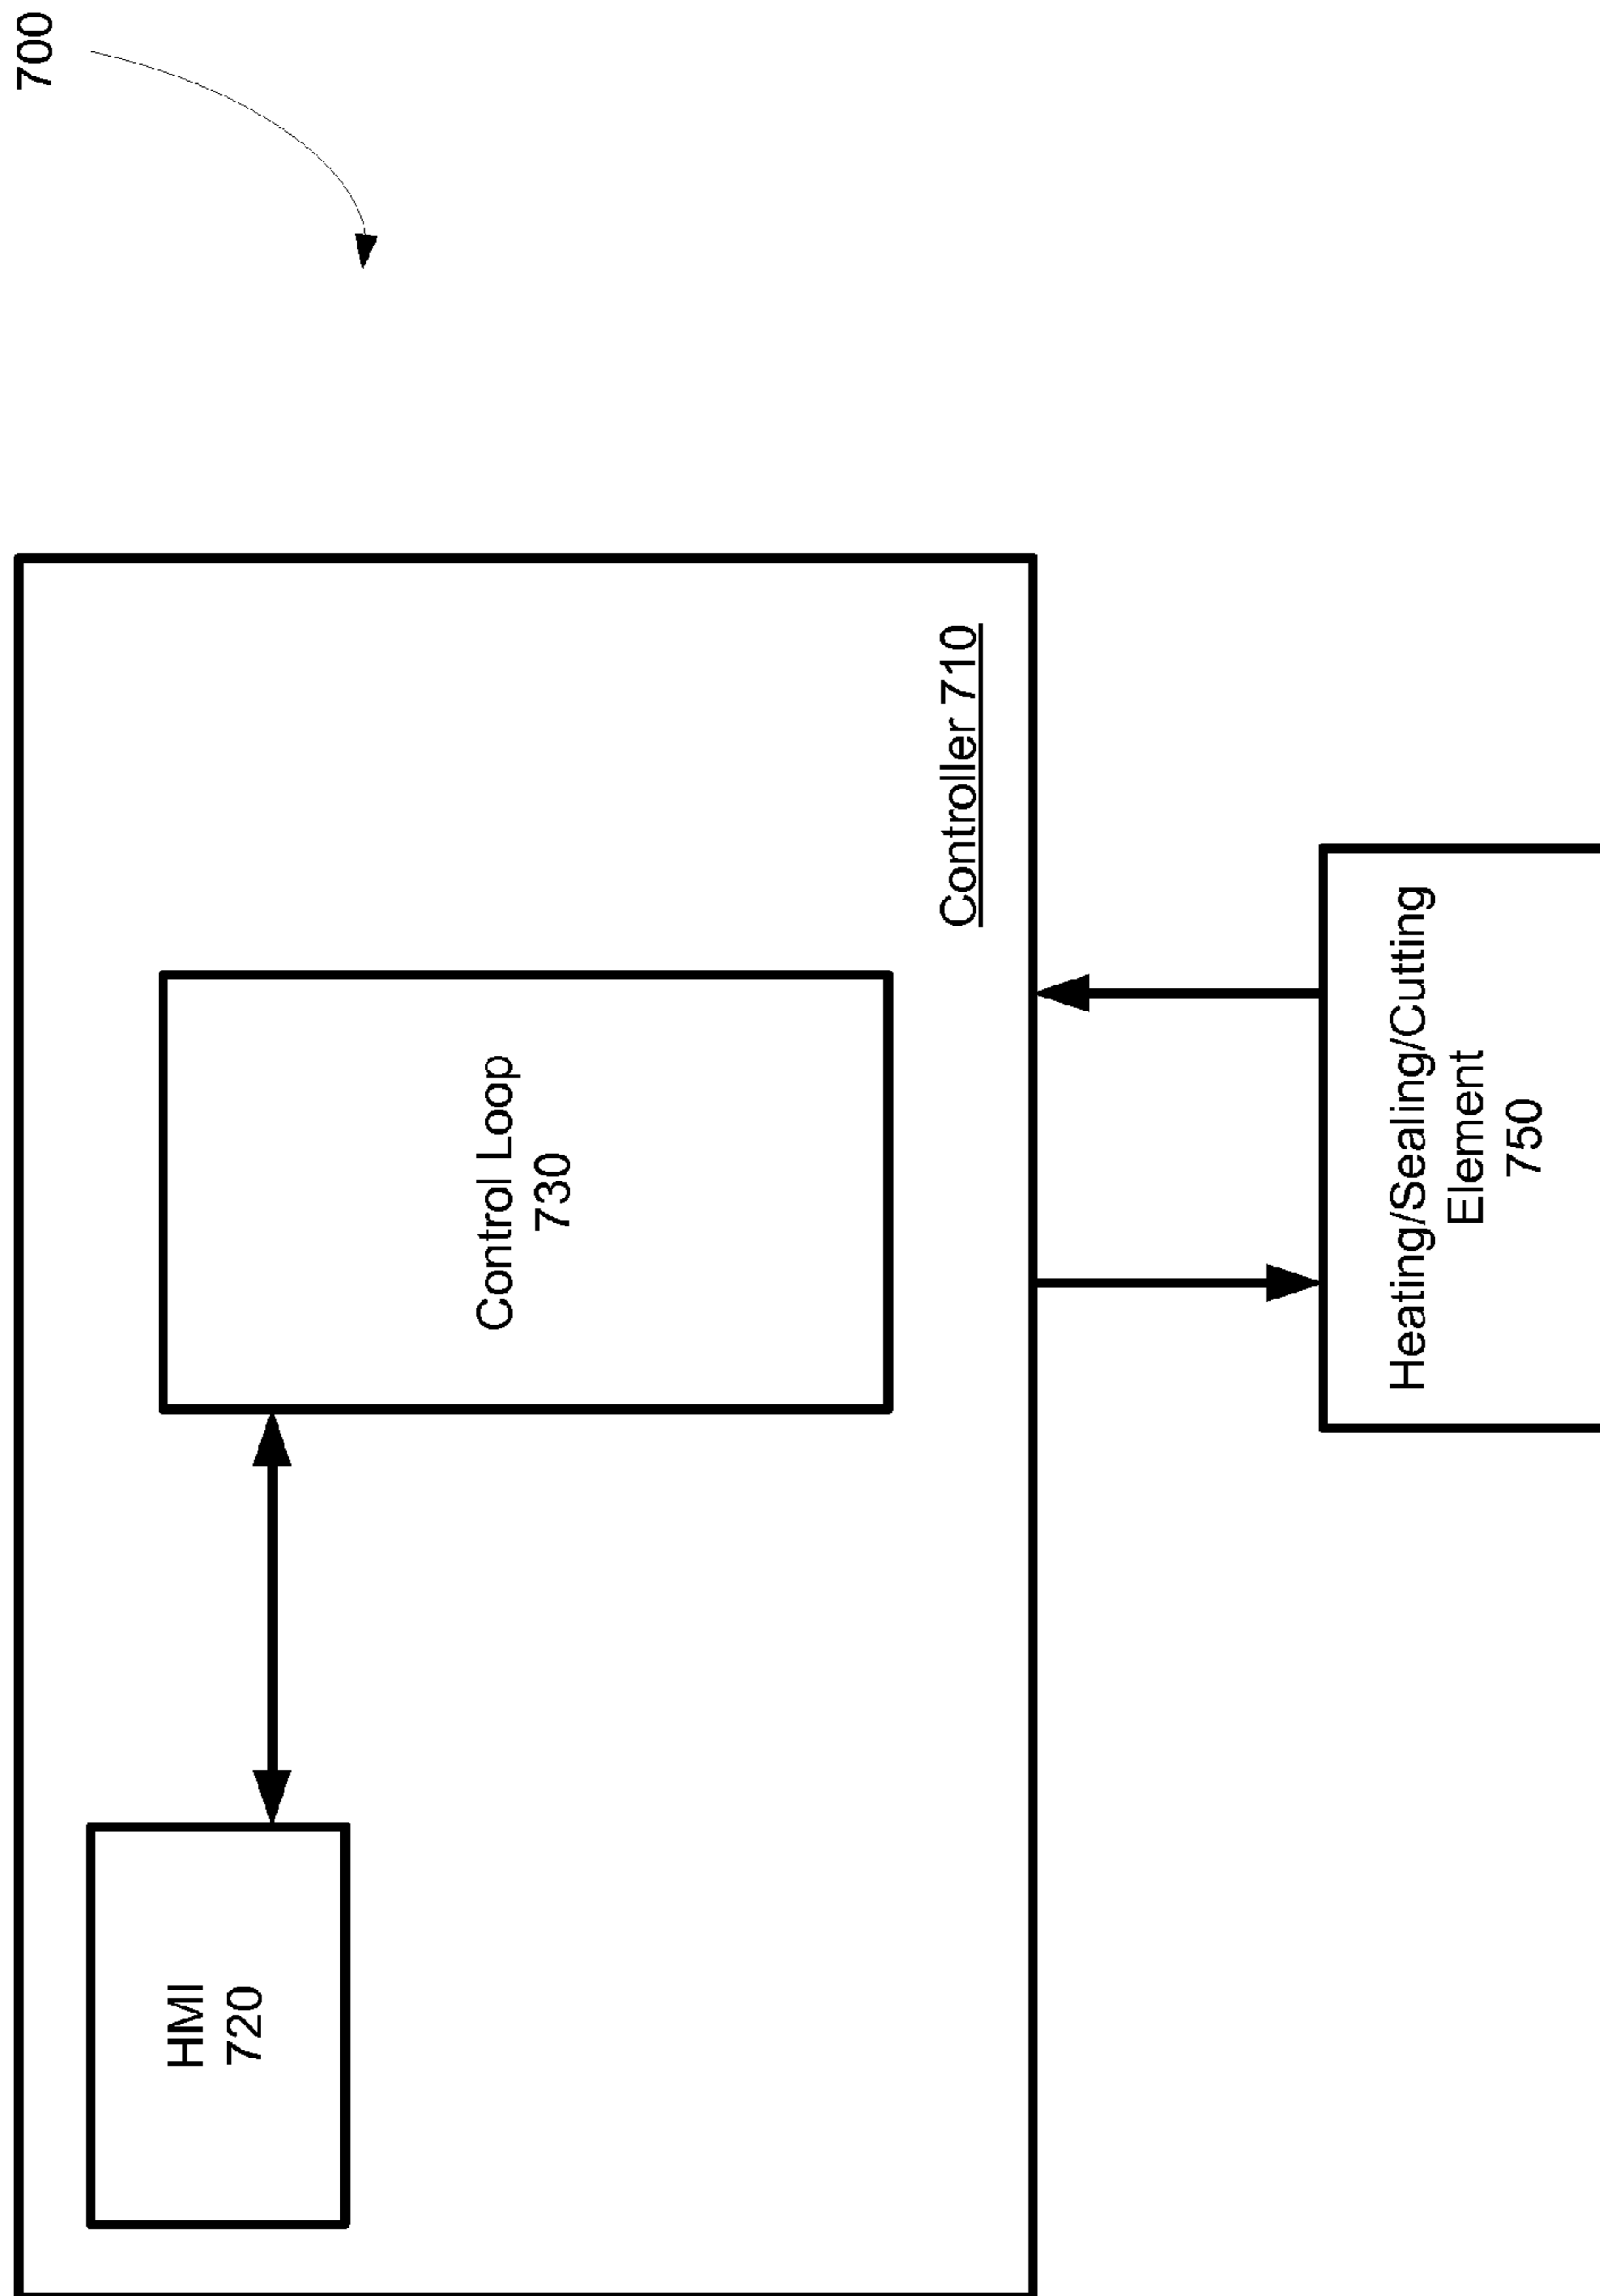 700
HMI
720
Control Loop
730
Controller 710
Heating/Sealing/Cutting
Element
750